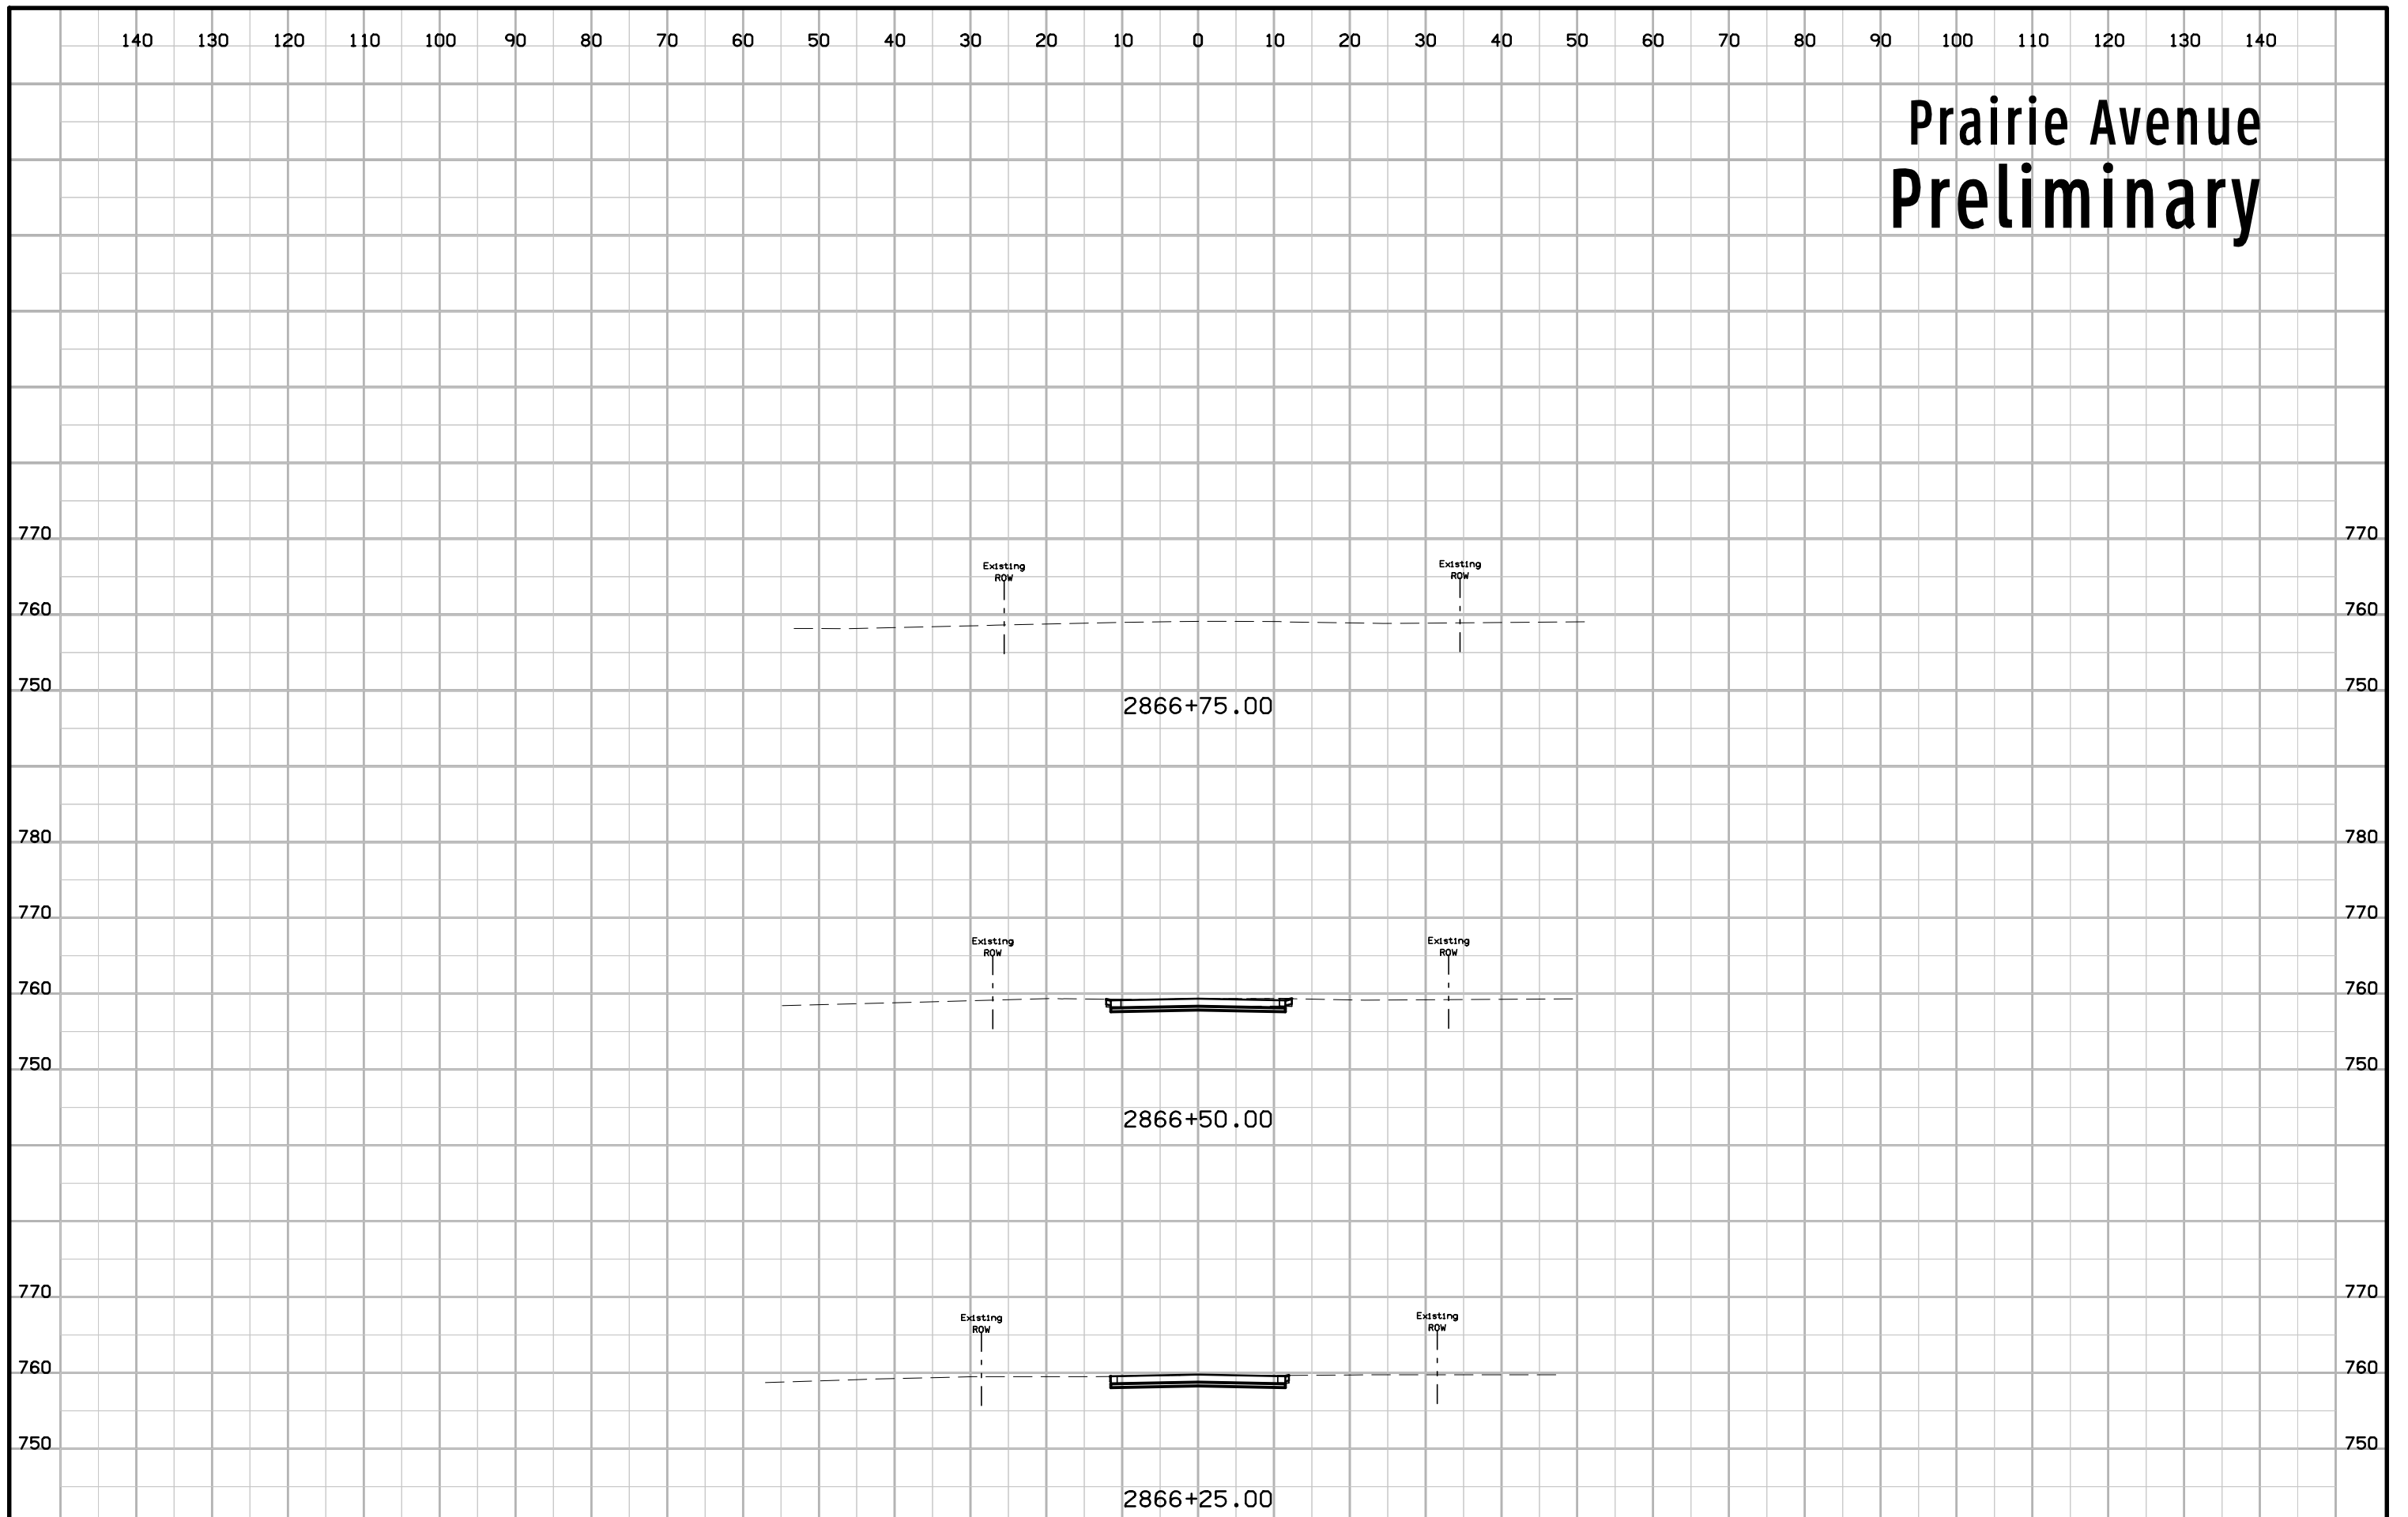 140 130 120 110 100 90 80 70 60 50 40 30 20 10 0 10 20 30 40 50 60 70 80 90 100 110 120 130 140
Prairie Avenue
Preliminary
770 770
Existing Existing
ROW ROW
760 760
750 750
2866+75.00
780 780
770 770
Existing Existing
ROW ROW
760 760
750 750
2866+50.00
770 770
Existing Existing
ROW ROW
760 760
750 750
2866+25.00